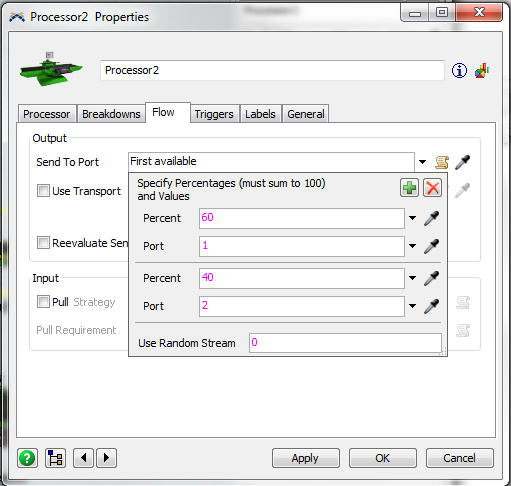 Processor2 Properties
Processor2
Processor Breakdowns Flow Triggers Labels General
Output
Send To Port First available
Use Transport
Specify Percentages (must sum to 100)
and Values
Percent 60
Port 1
Reevaluate Sen
Percent 40
Port 2
Input
Pull Strategy
Pull Requirement
Use Random Stream 0
Apply OK Cancel